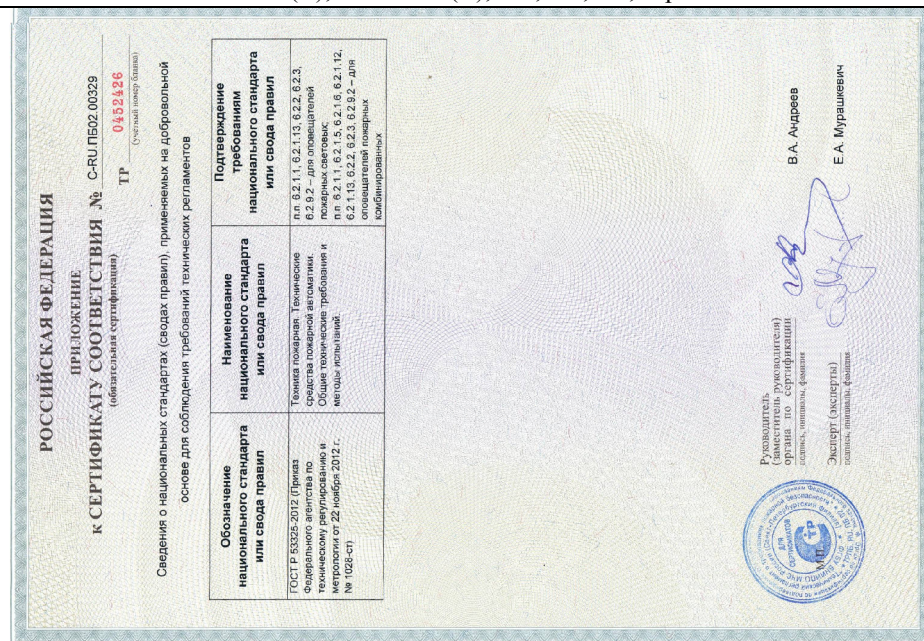 РОССИЙСКАЯ ФЕДЕРАЦИЯ
ПРИЛОЖЕНИЕ
к СЕРТИФИКАТУ СООТВЕТСТВИЯ № C-RU.ПБ02.00329
(обязательная сертификация)
ТР 0452426
(учетный номер бланка)
Сведения о национальных стандартах (сводах правил), применяемых на добровольной
основе для соблюдения требований технических регламентов
Обозначение
национального стандарта
или свода правил
Наименование
национального стандарта
или свода правил
Подтверждение
требованиям
национального стандарта
или свода правил
ГОСТ Р 53325-2012 (Приказ
Федерального агентства по
техническому регулированию и
метрологии от 22 ноября 2012 г.
№ 1028-ст)
Техника пожарная. Технические
средства пожарной автоматики.
Общие технические требования и
методы испытаний.
п.п. 6.2.1.1, 6.2.1.13, 6.2.2, 6.2.3,
6.2.9.2 – для оповещателей
пожарных световых;
п.п. 6.2.1.1, 6.2.1.5, 6.2.1.6, 6.2.1.12,
6.2.1.13, 6.2.2, 6.2.3, 6.2.9.2 – для
оповещателей пожарных
комбинированных
Руководитель
(заместитель руководителя)
органа по сертификации
подпись, инициалы, фамилия
В.А. Андреев
Эксперт (эксперты)
подпись, инициалы, фамилия
Е.А. Мурашкевич
М.П.
ДЛЯ
СЕРТИФИКАТОВ